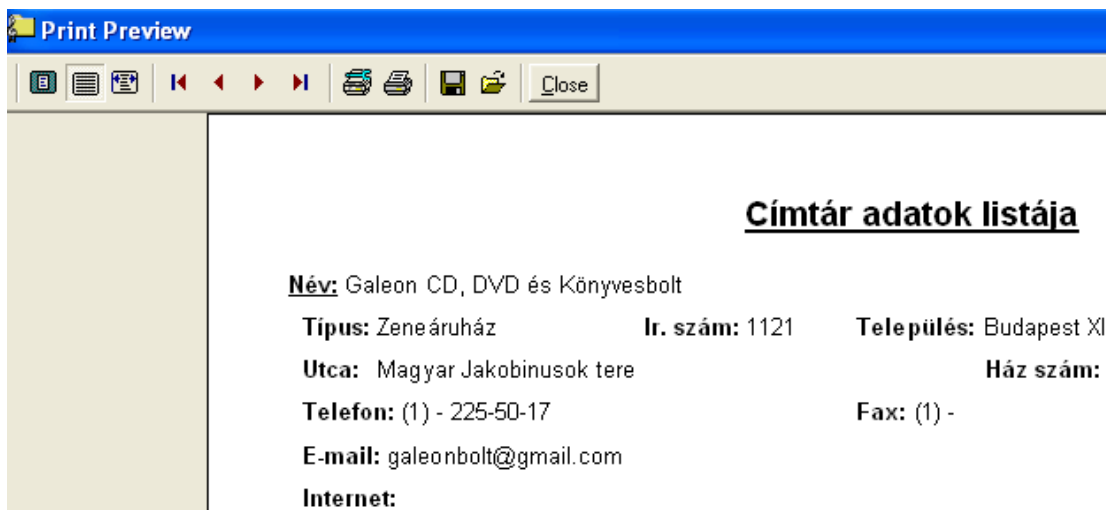 Print Preview
Close
Címtár adatok listája
Név: Galeon CD, DVD és Könyvesbolt
Típus: Zeneáruház Ir. szám: 1121 Település: Budapest XI
Utca: Magyar Jakobinusok tere Ház szám:
Telefon: (1) - 225-50-17 Fax: (1) -
E-mail: galeonbolt@gmail.com
Internet: